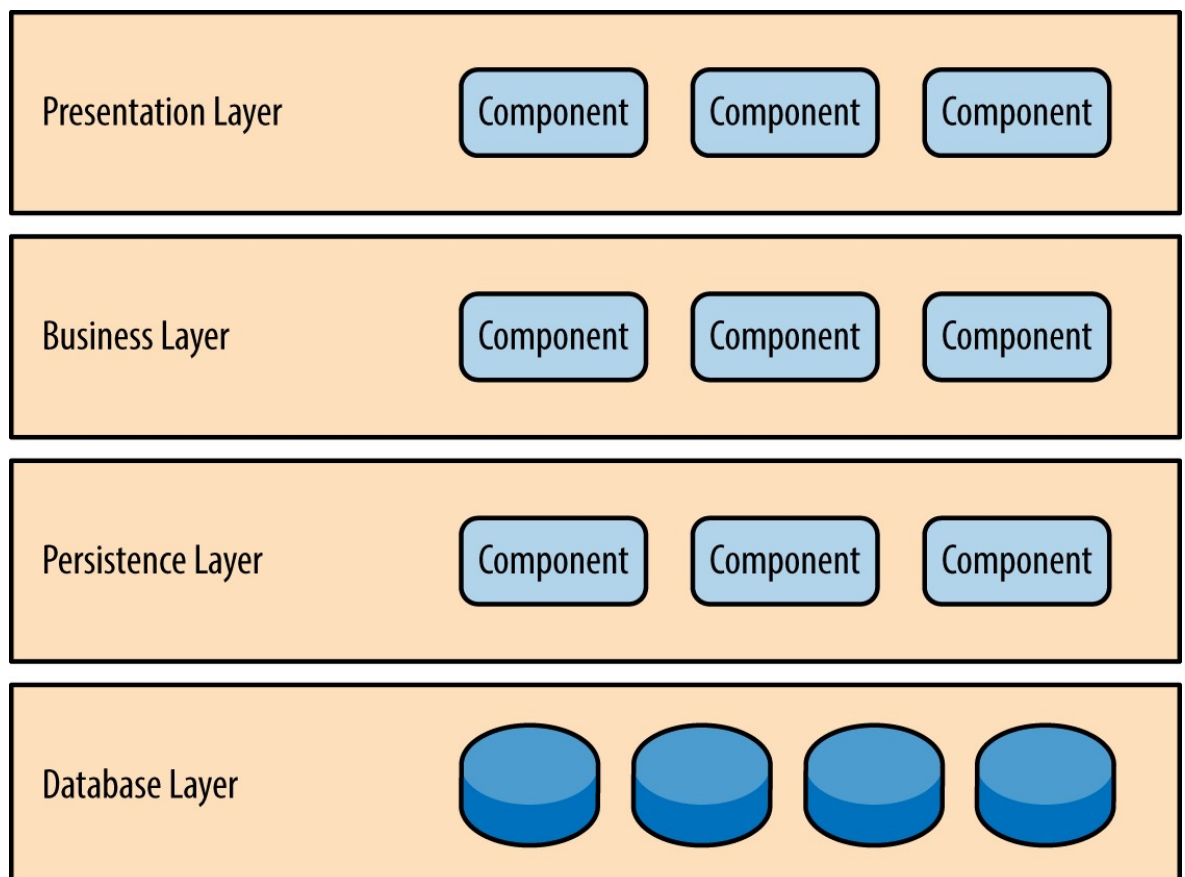 Presentation Layer Component Component Component
Business Layer Component Component Component
Persistence Layer Component Component Component
Database Layer